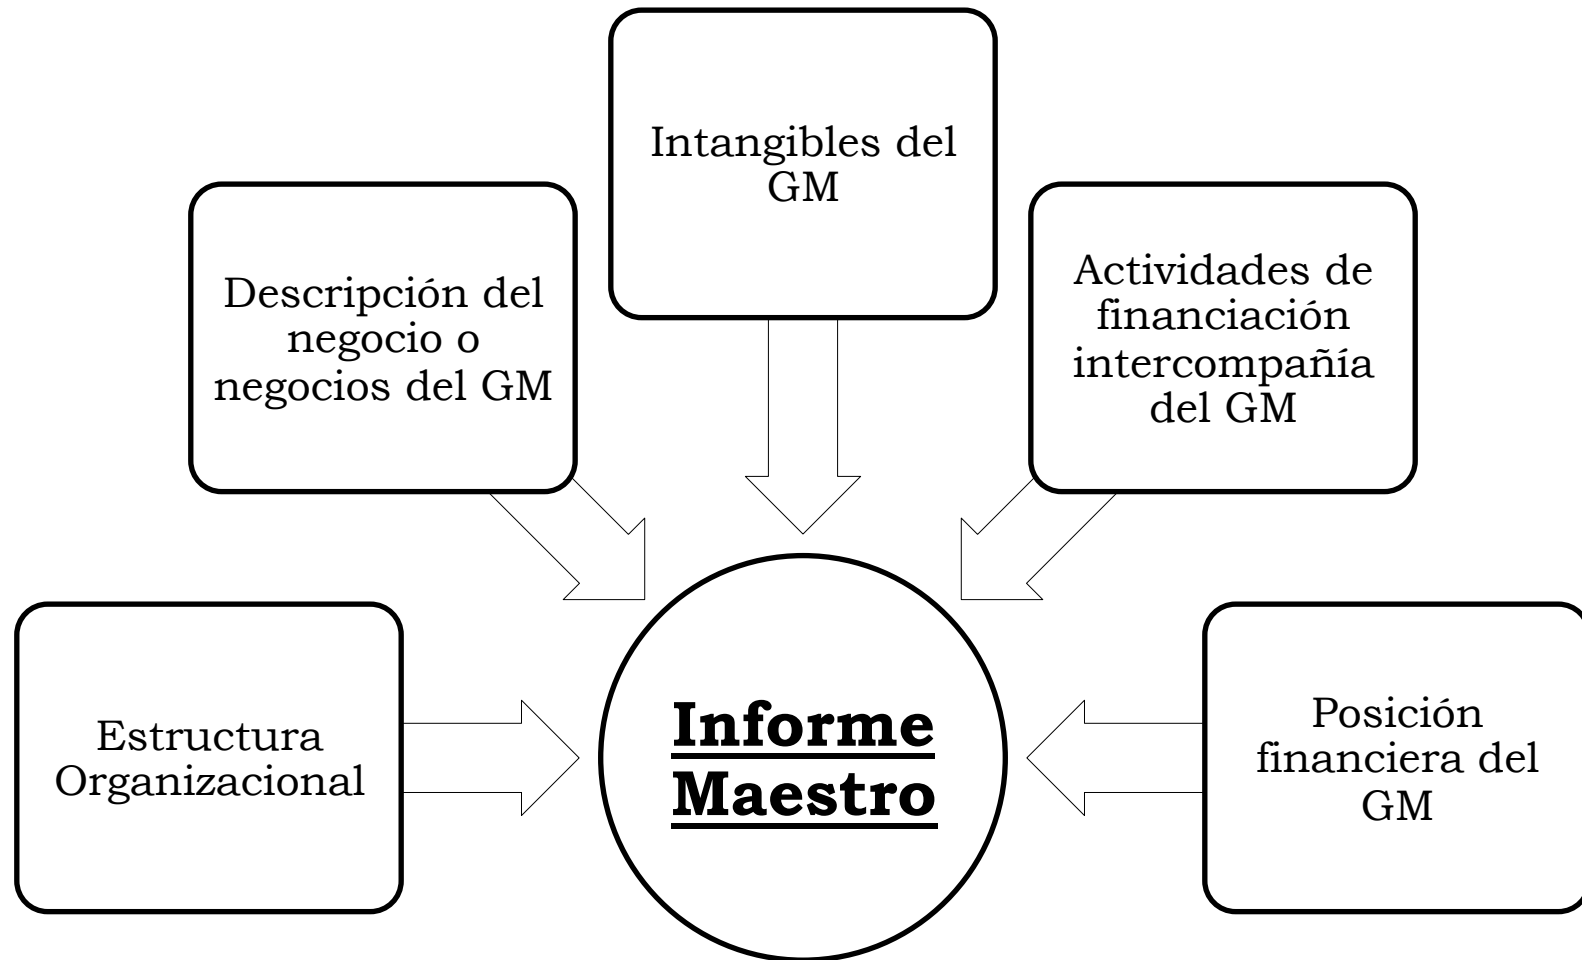 Intangibles del
GM
Descripción del
negocio o
negocios del GM
Actividades de
financiación
intercompañía
del GM
Estructura
Organizacional
Informe
Maestro
Posición
financiera del
GM